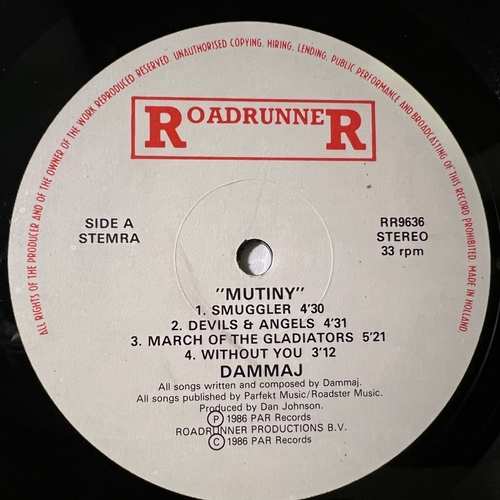 ALL RIGHTS OF THE PRODUCER AND OF THE OWNER OF THE WORK REPRODUCED RESERVED. UNAUTHORISED COPYING, HIRING, LENDING, PUBLIC PERFORMANCE AND BROADCASTING OF THIS RECORD PROHIBITED. MADE IN HOLLAND.
ROADRUNNER
SIDE A
STEMRA
RR9636
STEREO
33 rpm
"MUTINY"
1. SMUGGLER 4'30
2. DEVILS & ANGELS 4'31
3. MARCH OF THE GLADIATORS 5'21
4. WITHOUT YOU 3'12
DAMMAJ
All songs written and composed by Dammaj.
All songs published by Parfekt Music/Roadster Music.
Produced by Dan Johnson.
Ⓟ 1986 PAR Records
ROADRUNNER PRODUCTIONS B.V.
© 1986 PAR Records